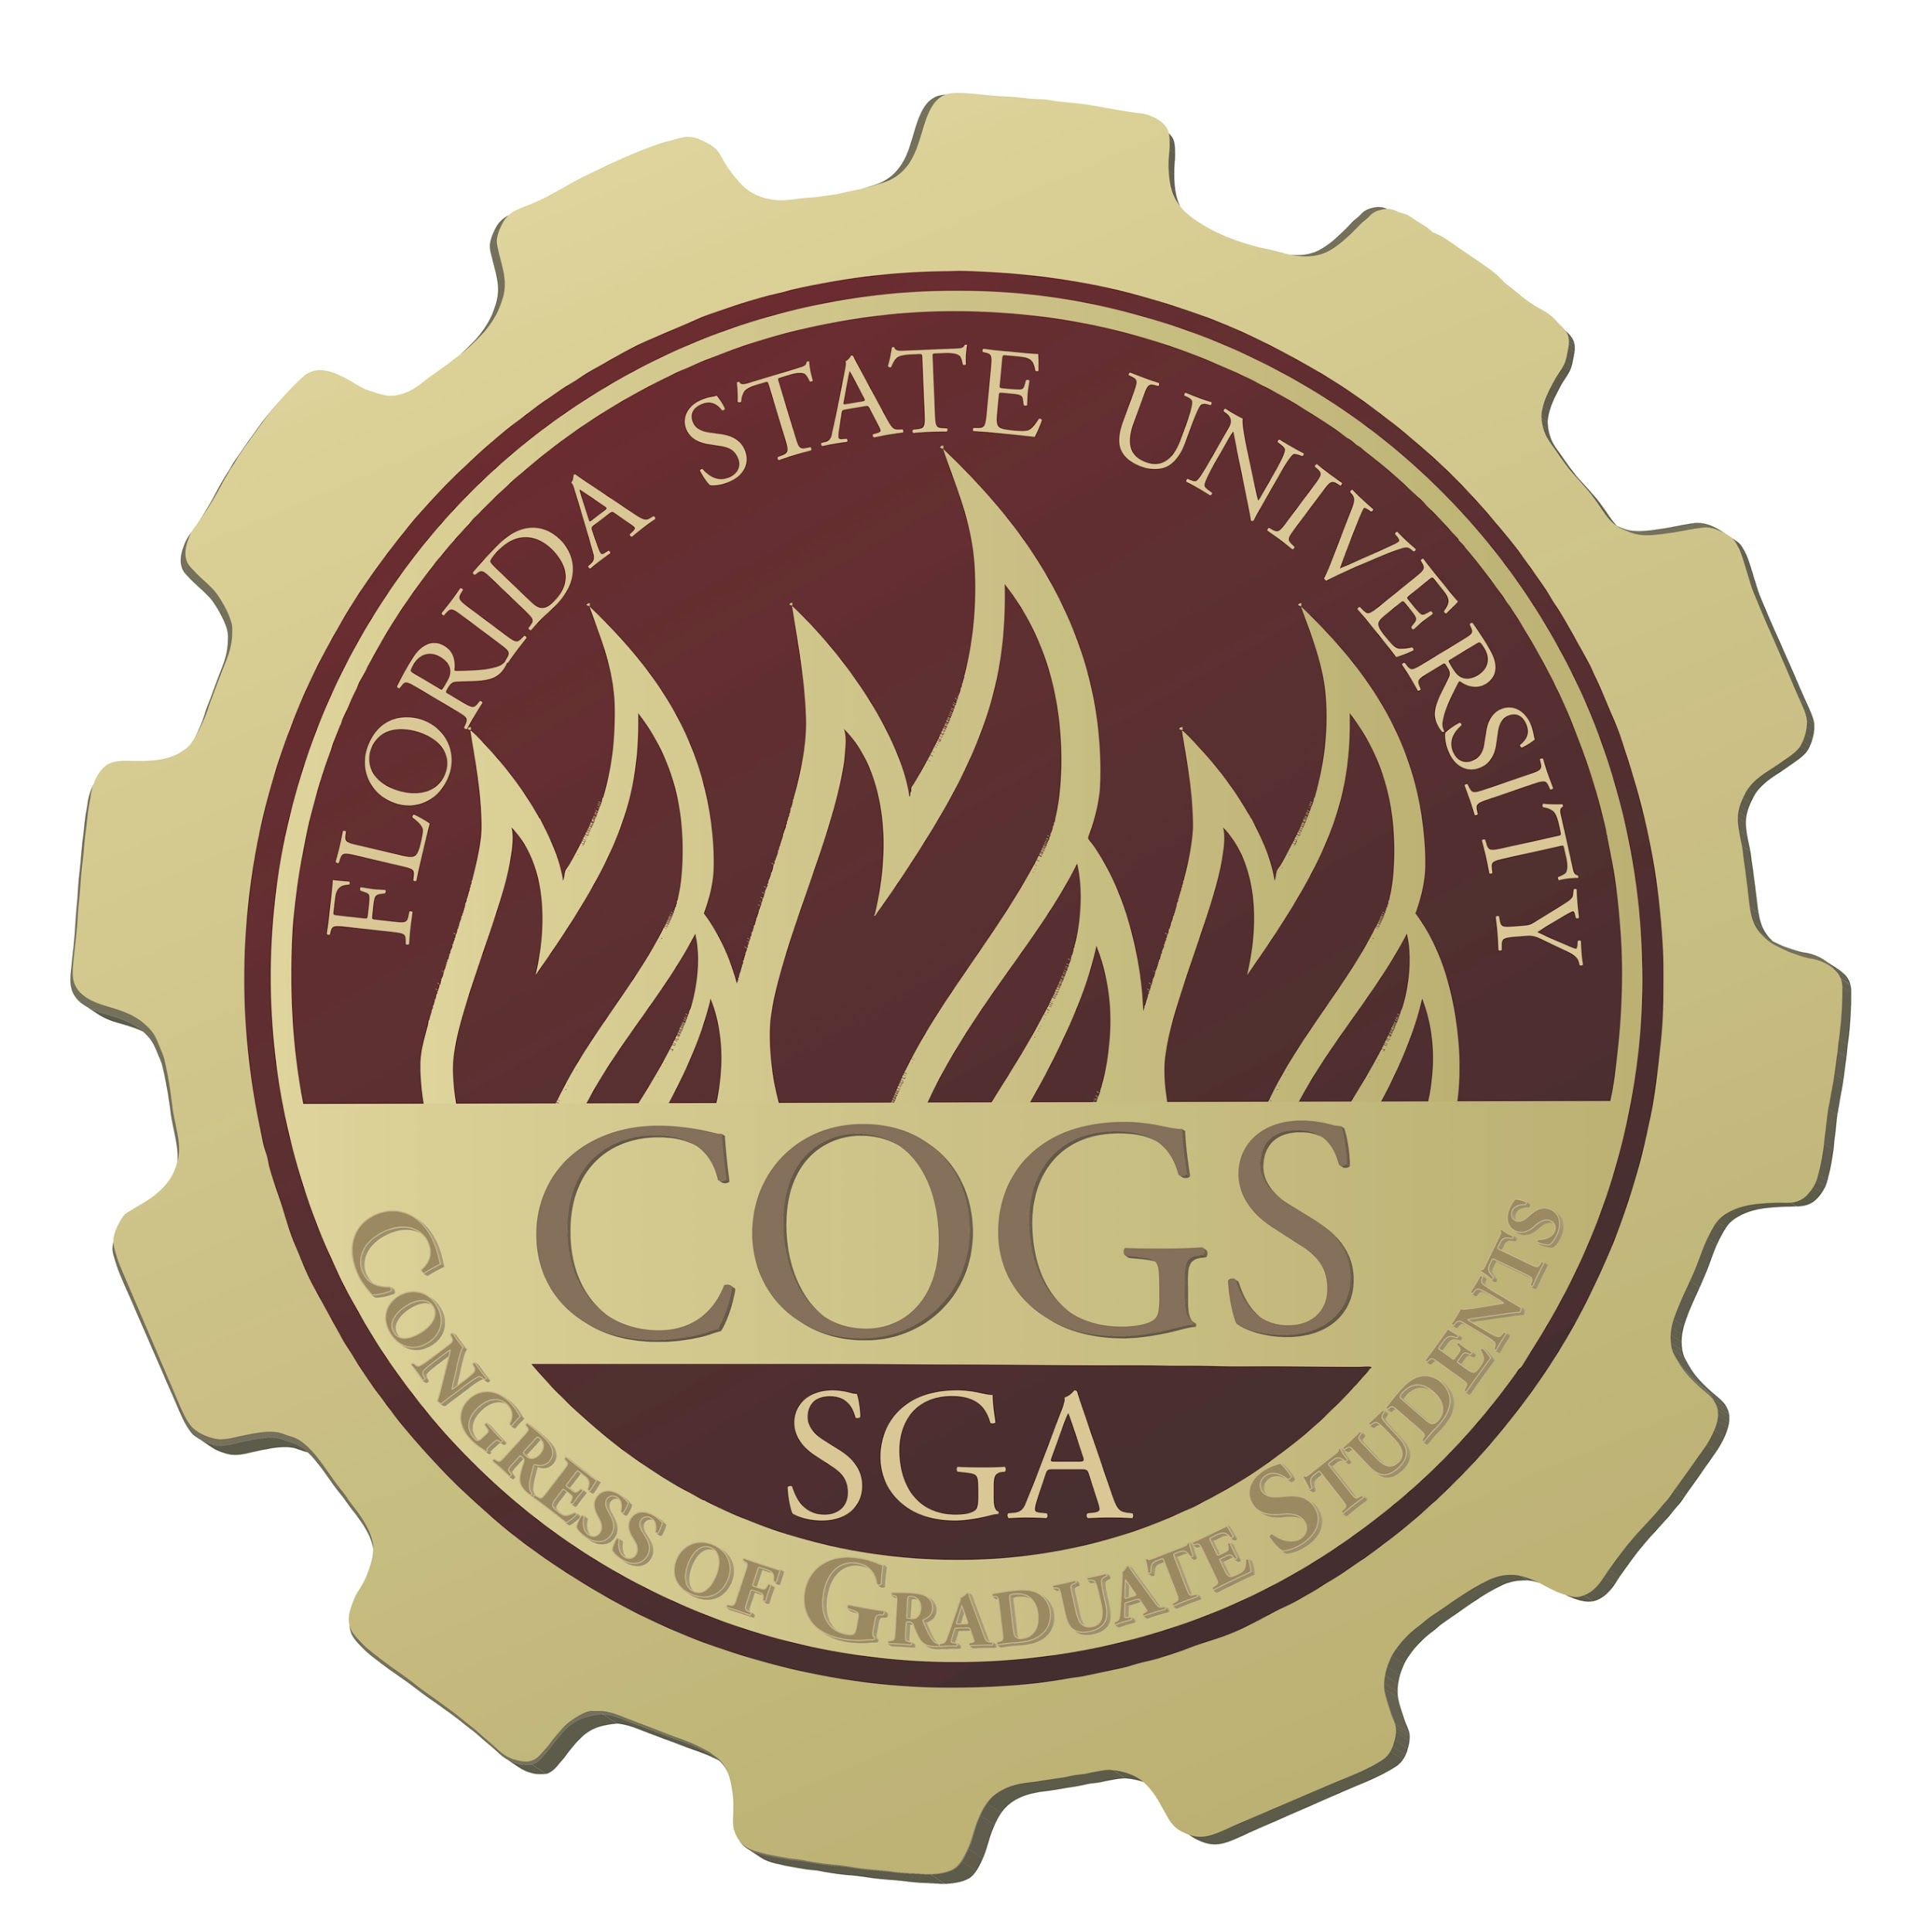 FLORIDA STATE UNIVERSITY
COGS
SGA
CONGRESS OF GRADUATE STUDENTS